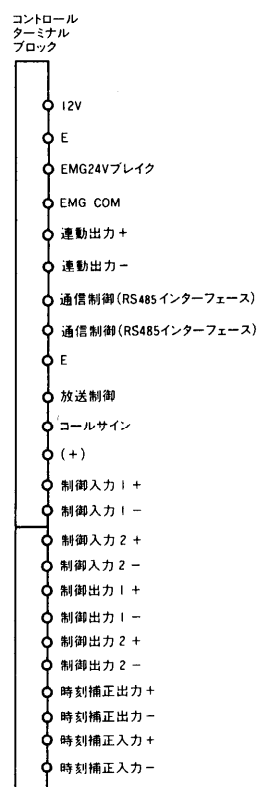 コントロール
ターミナル
ブロック
12V
E
EMG24Vブレイク
EMG COM
連動出力+
連動出力−
通信制御(RS485インターフェース)
通信制御(RS485インターフェース)
E
放送制御
コールサイン
(+)
制御入力1+
制御入力1−
制御入力2+
制御入力2−
制御出力1+
制御出力1−
制御出力2+
制御出力2−
時刻補正出力+
時刻補正出力−
時刻補正入力+
時刻補正入力−